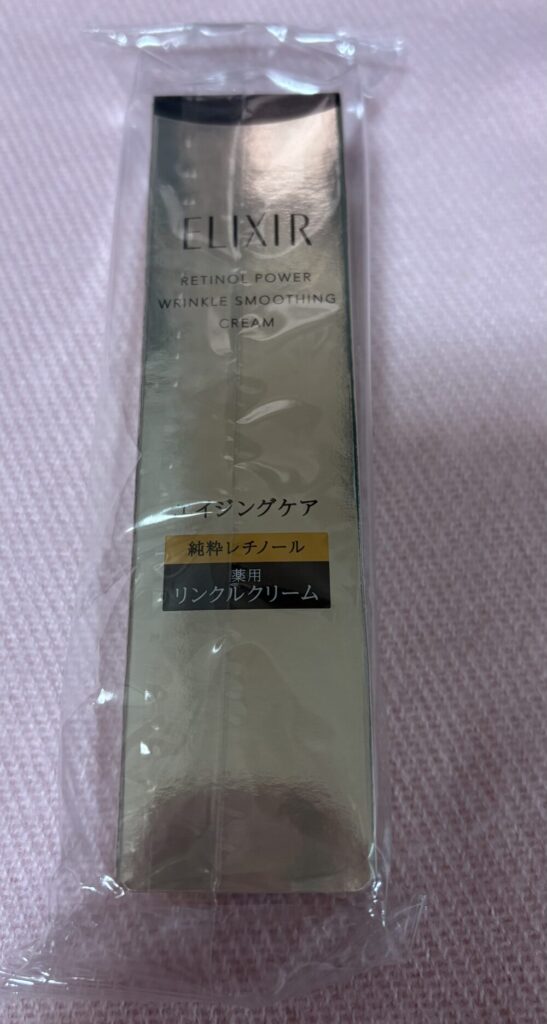 ELIXIR
RETINOL POWER
WRINKLE SMOOTHING
CREAM
エイジングケア
純粋レチノール
薬用
リンクルクリーム